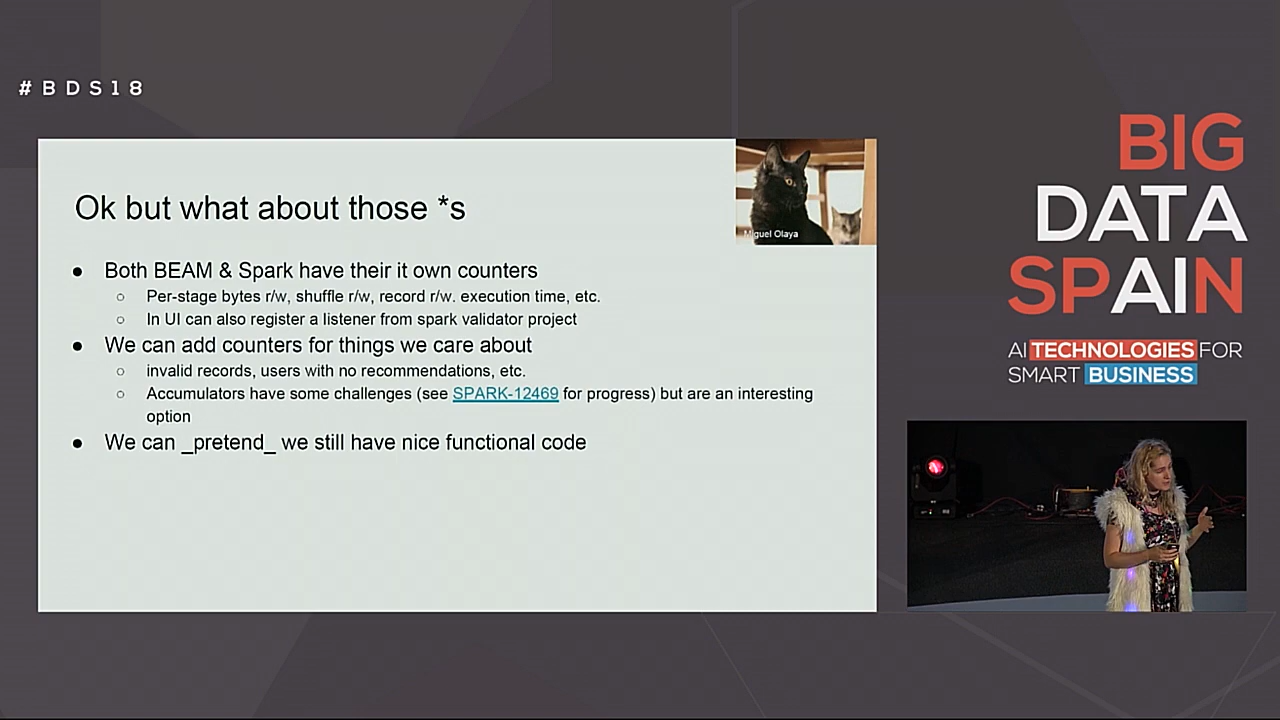 #BDS18
Ok but what about those *s
Miguel Olaya
● Both BEAM & Spark have their it own counters
○ Per-stage bytes r/w, shuffle r/w, record r/w. execution time, etc.
○ In UI can also register a listener from spark validator project
● We can add counters for things we care about
○ invalid records, users with no recommendations, etc.
○ Accumulators have some challenges (see SPARK-12469 for progress) but are an interesting
option
● We can _pretend_ we still have nice functional code
BIG
DATA
SPAIN
AI TECHNOLOGIES FOR
SMART BUSINESS